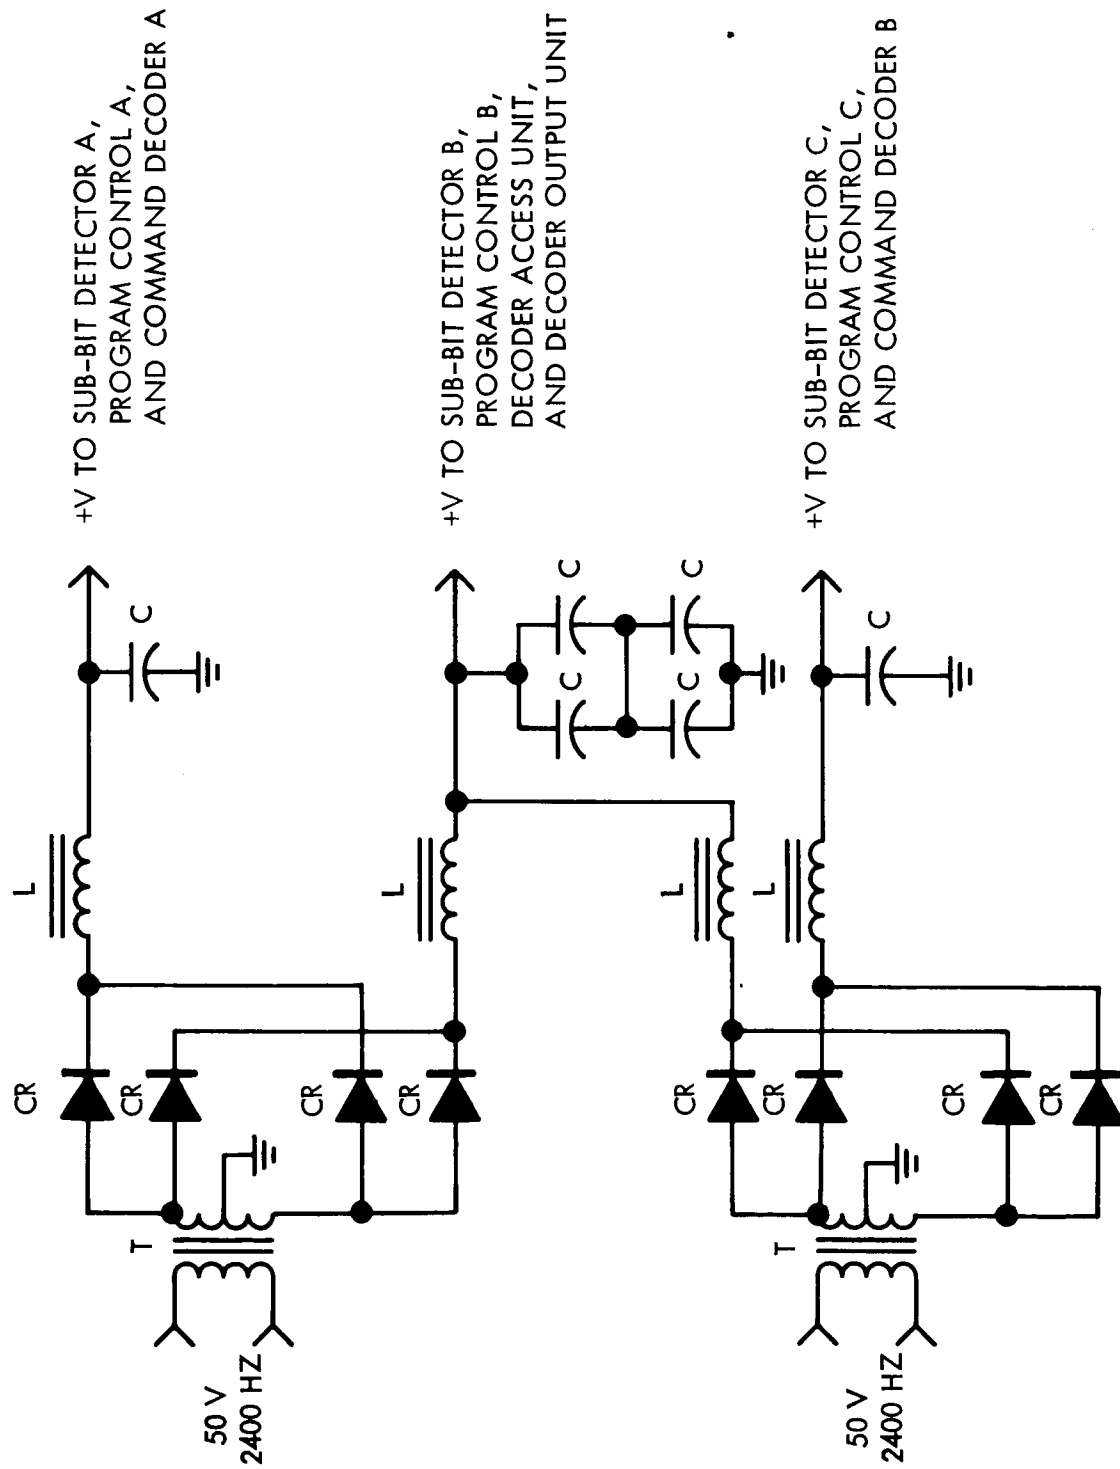 +V TO SUB-BIT DETECTOR A,
PROGRAM CONTROL A,
AND COMMAND DECODER A
+V TO SUB-BIT DETECTOR B,
PROGRAM CONTROL B,
DECODER ACCESS UNIT,
AND DECODER OUTPUT UNIT
+V TO SUB-BIT DETECTOR C,
PROGRAM CONTROL C,
AND COMMAND DECODER B
C
C
C
C
C
C
L
L
L
L
CR
CR
CR
CR
CR
CR
CR
CR
T
T
50 V
2400 HZ
50 V
2400 HZ